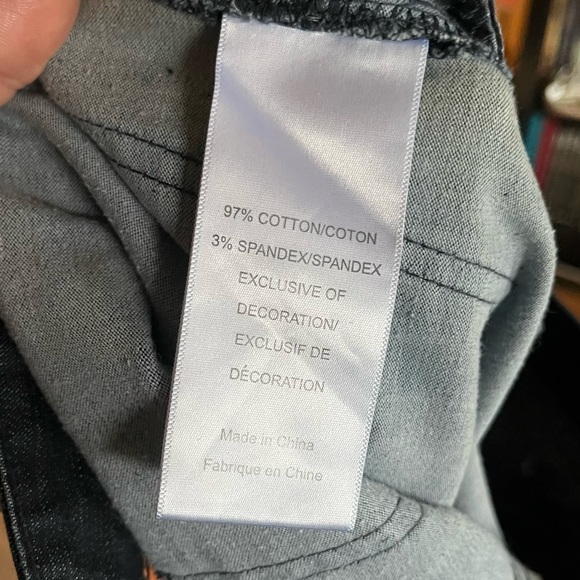 97% COTTON/COTON
3% SPANDEX/SPANDEX
EXCLUSIVE OF
DECORATION/
EXCLUSIF DE
DÉCORATION
Made in China
Fabrique en Chine